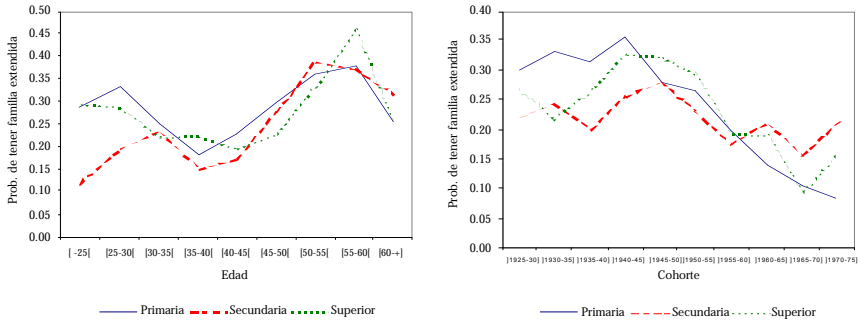 Prob. de tener familia extendida
0.50
0.45
0.40
0.35
0.30
0.25
0.20
0.15
0.10
0.05
0.00
[ -25[ ]25-30[ ]30-35[ ]35-40[ ]40-45[ ]45-50[ ]50-55[ ]55-60[ ]60-+[
Edad
Primaria Secundaria Superior
Prob. de tener familia extendida
0.40
0.35
0.30
0.25
0.20
0.15
0.10
0.05
0.00
]1925-30] ]1930-35] ]1935-40] ]1940-45] ]1945-50] ]1950-55] ]1955-60] ]1960-65] ]1965-70] ]1970-75]
Cohorte
Primaria Secundaria Superior